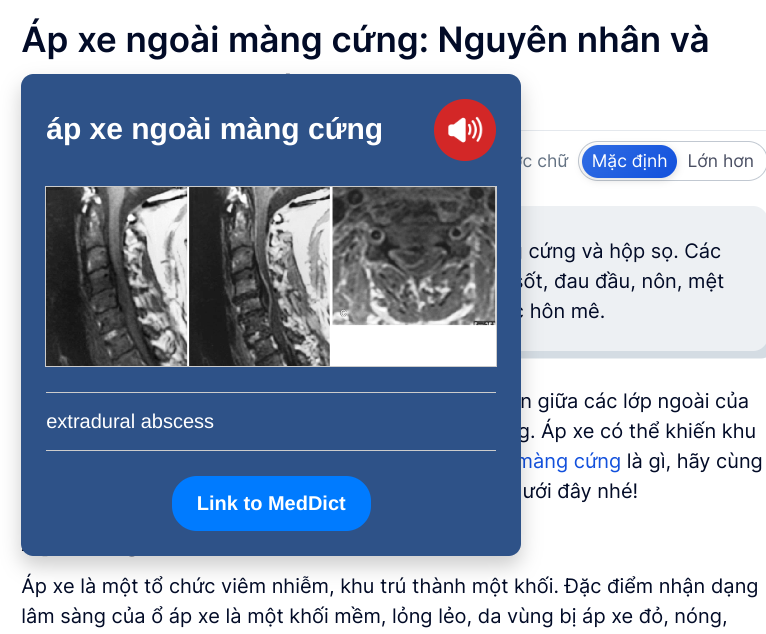 Áp xe ngoài màng cứng: Nguyên nhân và
áp xe ngoài màng cứng
chữ
Mặc định
Lớn hơn
cứng và hộp sọ. Các
sốt, đau đầu, nôn, mệt
hôn mê.
extradural abscess
giữa các lớp ngoài của
Áp xe có thể khiến khu
màng cứng là gì, hãy cùng
dưới đây nhé!
Link to MedDict
Áp xe là một tổ chức viêm nhiễm, khu trú thành một khối. Đặc điểm nhận dạng
lâm sàng của ổ áp xe là một khối mềm, lỏng lẻo, da vùng bị áp xe đỏ, nóng,